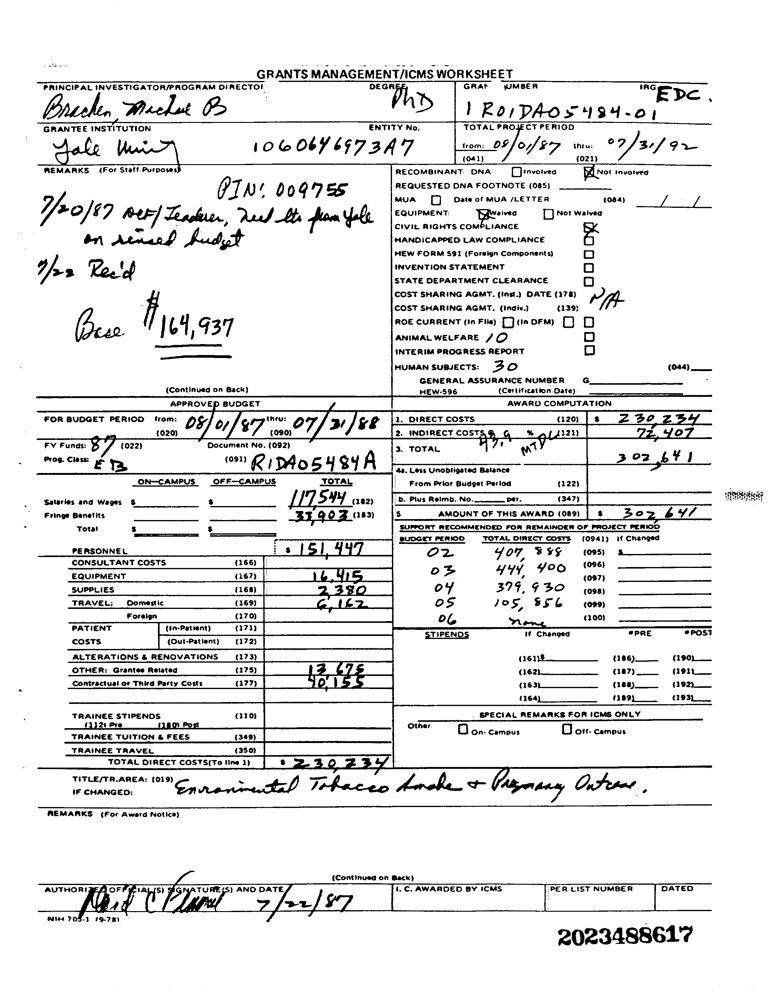 GRANTS MANAGEMENT/ICMS WORKSHEET
PRINCIPAL INVESTIGATOR/PROGRAM DIRECTOR DEGREE GRANT NUMBER IRG
Bracken, Michael B PhD 1 R01DA05484-01 EDC.
GRANTEE INSTITUTION ENTITY No. TOTAL PROJECT PERIOD
Yale Univ 1060646973A7 from: 08/01/87 thru: 07/31/92
(041) (021)
REMARKS (For Staff Purposes)
PIN: 009755
7/20/87 Need ltr from Yale
on revised budget
7/22 Rec'd
Base $164,937
(Continued on Back)
RECOMBINANT DNA Involved Not Involved
REQUESTED DNA FOOTNOTE (085)
MUA Date of MUA/LETTER (084) / /
EQUIPMENT: Waived Not Waived
CIVIL RIGHTS COMPLIANCE
HANDICAPPED LAW COMPLIANCE
HEW FORM 591 (Foreign Components)
INVENTION STATEMENT
STATE DEPARTMENT CLEARANCE
COST SHARING AGMT. (Inst.) DATE (178) N/A
COST SHARING AGMT. (Indiv.) (139)
ROE CURRENT (In File) (In DFM)
ANIMAL WELFARE 10
INTERIM PROGRESS REPORT
HUMAN SUBJECTS: 30 (044)
GENERAL ASSURANCE NUMBER G
HEW-596 (Certification Date)
APPROVED BUDGET
FOR BUDGET PERIOD from: 08/01/87 thru: 07/31/88
(020) (090)
FY Funds: 87 (022) Document No. (092)
Prog. Class: EB (091) R1DA05484A
ON-CAMPUS OFF-CAMPUS TOTAL
Salaries and Wages $ $ 117,544 (182)
Fringe Benefits 33,903 (183)
Total $ $
PERSONNEL $ 151,447
CONSULTANT COSTS (166)
EQUIPMENT (167) 16,415
SUPPLIES (168) 2,380
TRAVEL: Domestic (169) 6,162
Foreign (170)
PATIENT (In-Patient) (171)
COSTS (Out-Patient) (172)
ALTERATIONS & RENOVATIONS (173)
OTHER: Grantee Related (175) 13,675
Contractual or Third Party Costs (177) 40,155
TRAINEE STIPENDS (110)
(112) Pre (180) Post
TRAINEE TUITION & FEES (349)
TRAINEE TRAVEL (350)
TOTAL DIRECT COSTS(To line 1) $ 230,234
AWARD COMPUTATION
1. DIRECT COSTS (120) $ 230,234
2. INDIRECT COSTS 43.9 % MTDC (121) 72,407
3. TOTAL 302,641
4a. Less Unobligated Balance
From Prior Budget Period (122)
b. Plus Reimb. No. per. (347)
5 AMOUNT OF THIS AWARD (089) $ 302,641
SUPPORT RECOMMENDED FOR REMAINDER OF PROJECT PERIOD
BUDGET PERIOD TOTAL DIRECT COSTS (0941) If Changed
02 407,888 (095) $
03 444,400 (096)
(097)
04 379,930 (098)
05 105,856 (099)
06 none (100)
STIPENDS If Changed #PRE #POST
(161)$ (186) (190)
(162) (187) (191)
(163) (188) (192)
(164) (189) (193)
SPECIAL REMARKS FOR ICMS ONLY
Other On-Campus Off-Campus
TITLE/TR.AREA: (019) Environmental Tobacco Smoke + Pregnancy Outcome.
IF CHANGED:
REMARKS (For Award Notice)
(Continued on Back)
AUTHORIZED OFFICIAL(S) SIGNATURE(S) AND DATE I. C. AWARDED BY ICMS PER LIST NUMBER DATED
7/22/87
NIH 705-1 (9-78)
2023488617